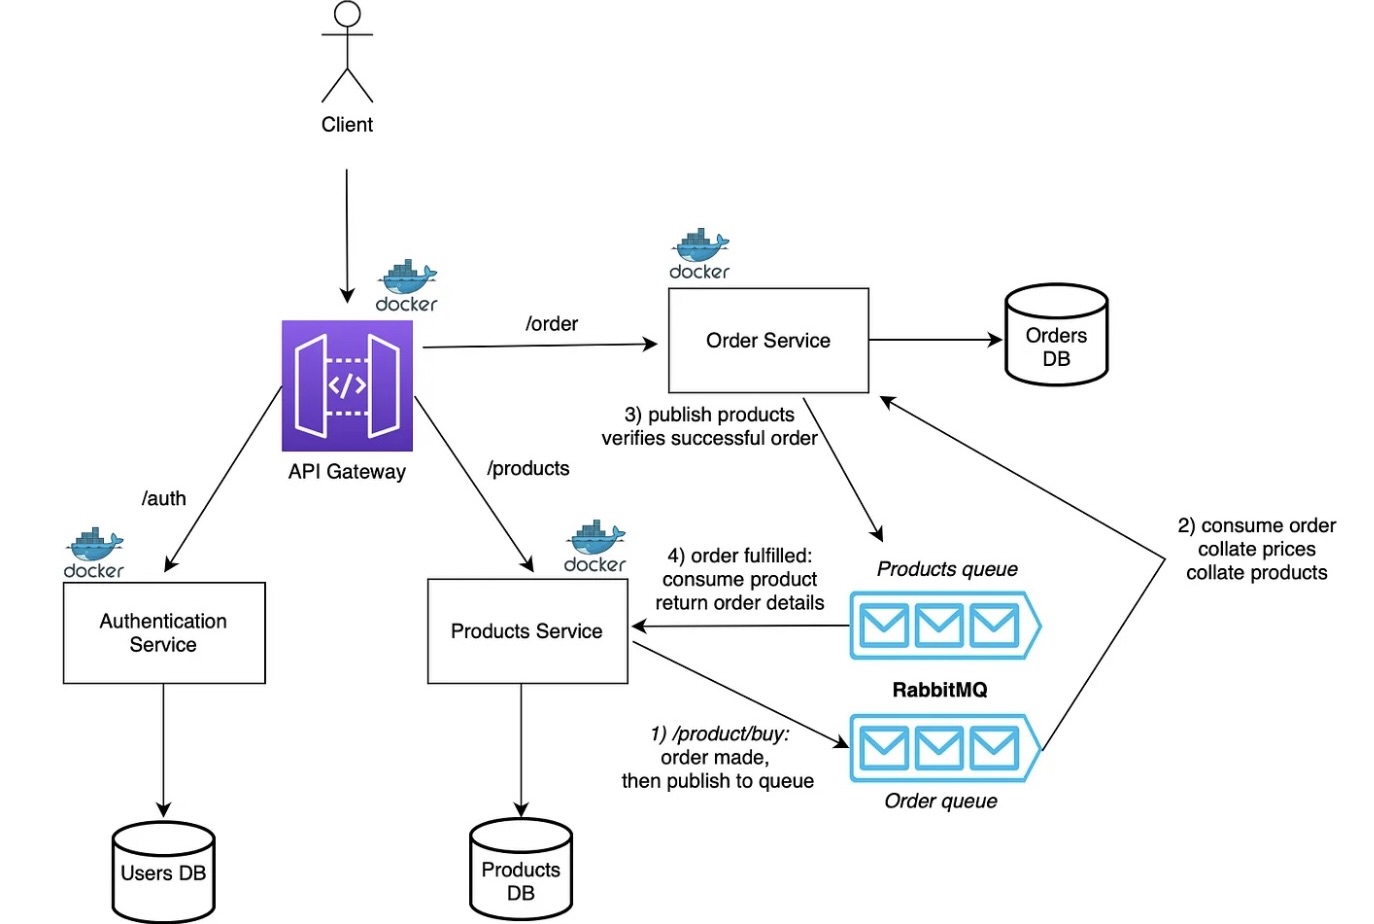 Client
docker
docker
/order
Order Service
Orders
DB
3) publish products
verifies successful order
API Gateway
/products
/auth
docker
docker
2) consume order
collate prices
collate products
4) order fulfilled:
consume product
return order details
Products queue
Authentication
Service
Products Service
RabbitMQ
1) /product/buy:
order made,
then publish to queue
Order queue
Users DB
Products
DB